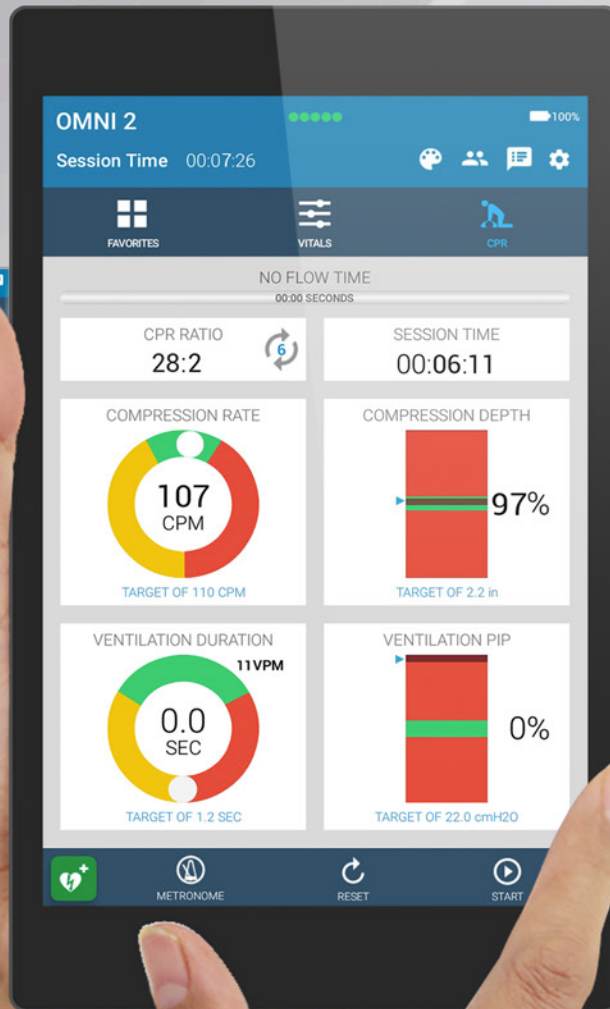 OMNI 2
100%
Session Time 00:07:26
FAVORITES VITALS CPR
NO FLOW TIME
00:00 SECONDS
CPR RATIO
28:2
6
SESSION TIME
00:06:11
COMPRESSION RATE
107
CPM
TARGET OF 110 CPM
COMPRESSION DEPTH
97%
TARGET OF 2.2 in
VENTILATION DURATION
11VPM
0.0
SEC
TARGET OF 1.2 SEC
VENTILATION PIP
0%
TARGET OF 22.0 cmH2O
METRONOME RESET START